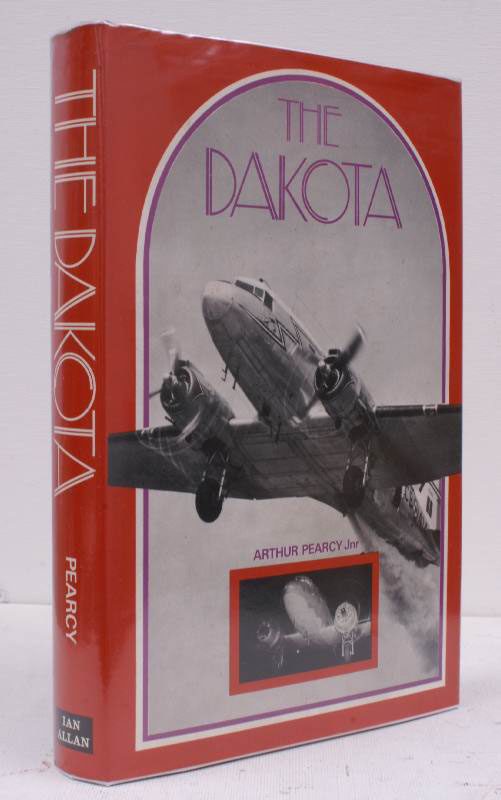 THE DAKOTA
PEARCY
IAN
ALLAN
THE
DAKOTA
ARTHUR PEARCY Jnr